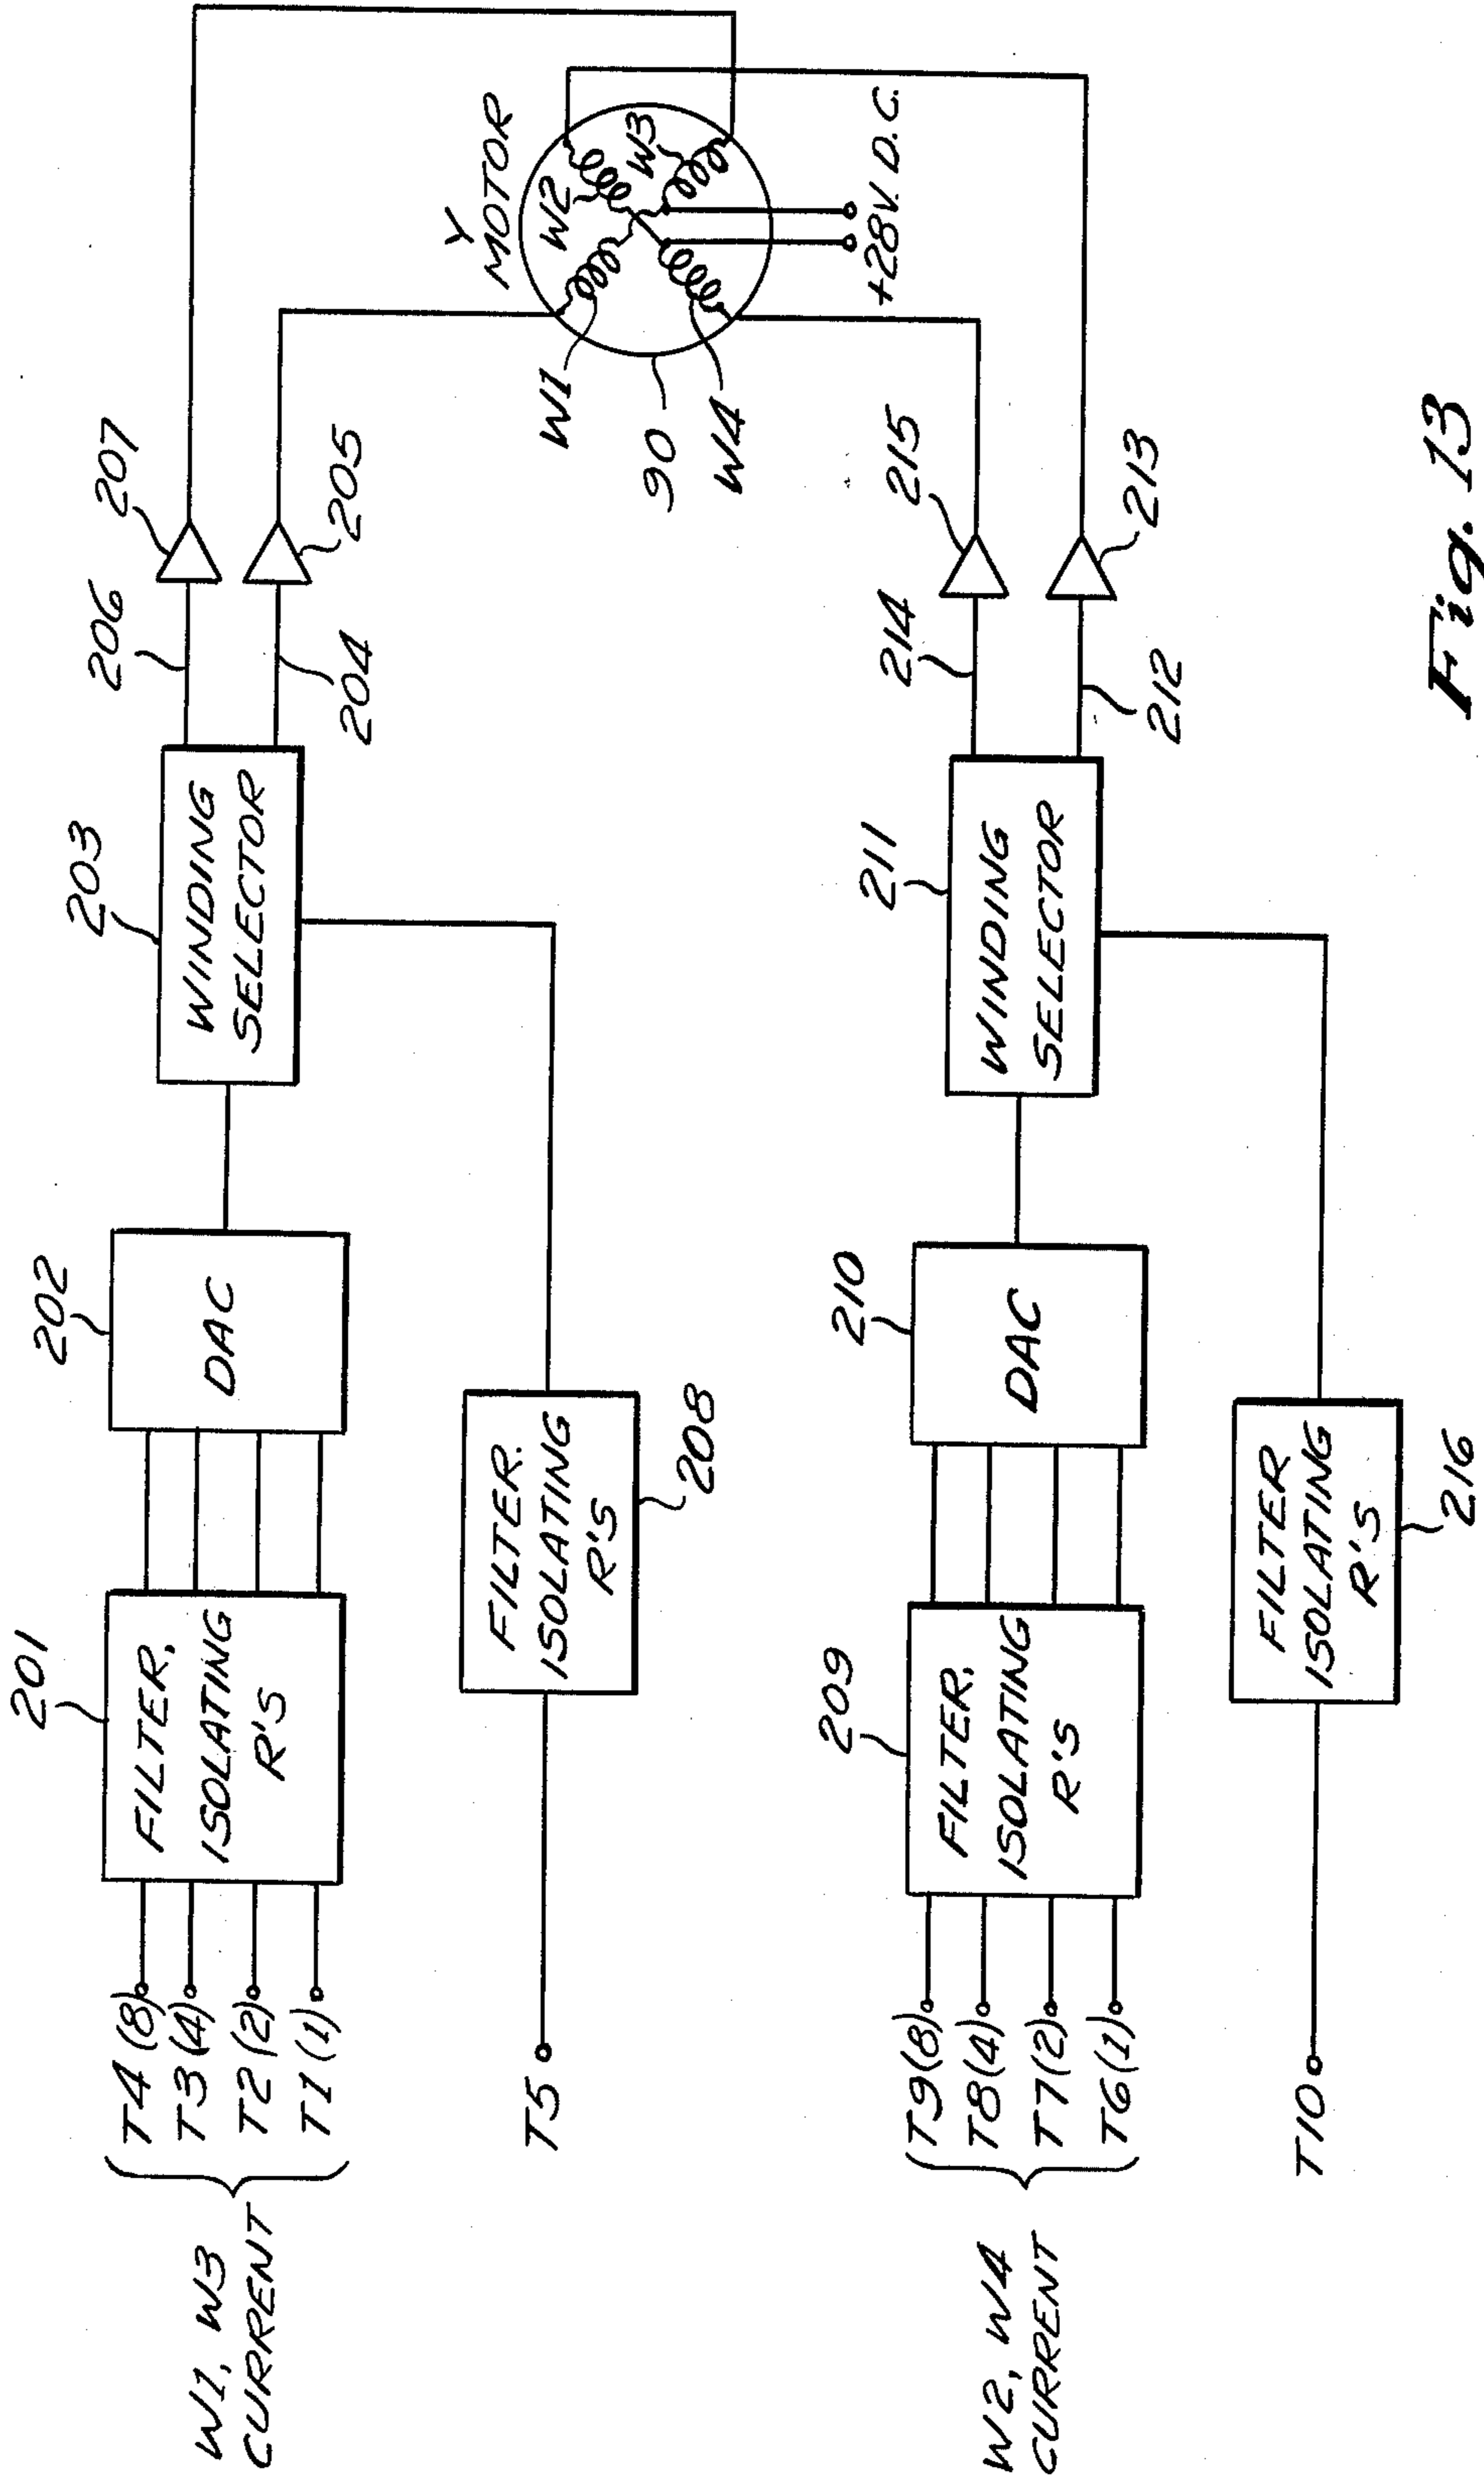 W1, W3
CURRENT
T4 (8)
T3 (4)
T2 (2)
T1 (1)
201
FILTER,
ISOLATING
R'S
202
DAC
203
WINDING
SELECTOR
206
207
204
205
T5
FILTER.
ISOLATING
R'S
208
Y
MOTOR
W1
W2
W3
W4
90
+28V. D.C.
W2, W4
CURRENT
T9 (8)
T8 (4)
T7 (2)
T6 (1)
209
FILTER,
ISOLATING
R'S
210
DAC
211
WINDING
SELECTOR
214
215
212
213
T10
FILTER
ISOLATING
R'S
216
Fig. 13